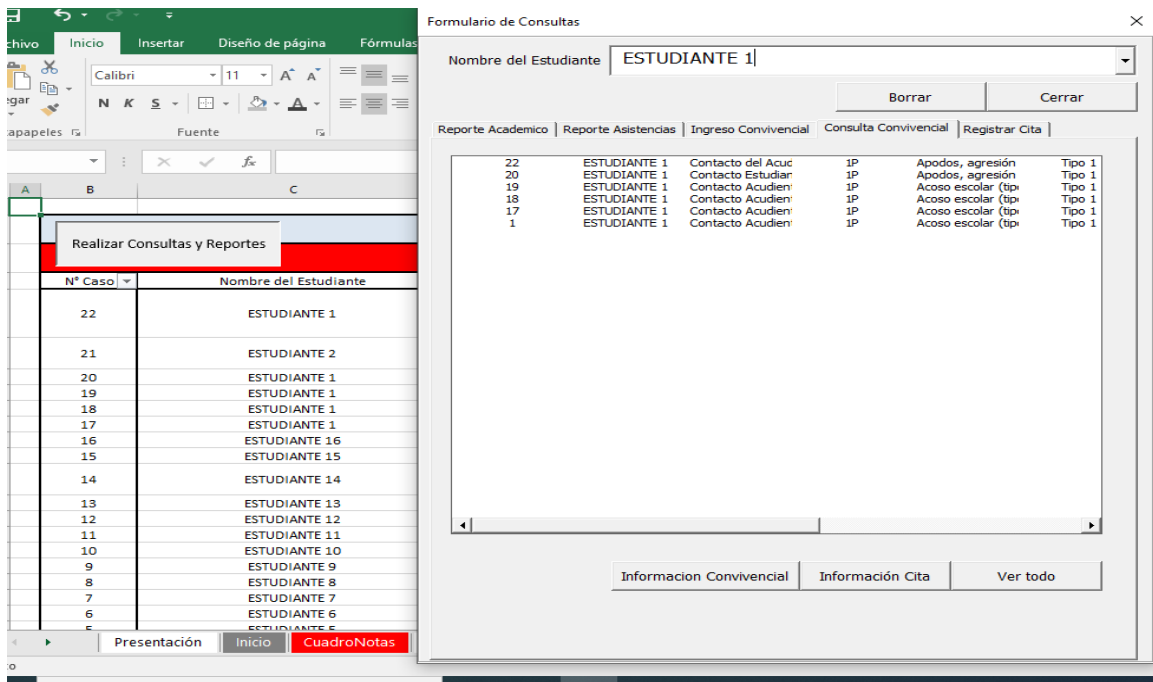 Formulario de Consultas
chivo Inicio Insertar Diseño de página Fórmulas
Nombre del Estudiante ESTUDIANTE 1
Calibri 11 A A
egar
N K S A
Borrar Cerrar
apapeles Fuente
Reporte Academico Reporte Asistencias Ingreso Convivencial Consulta Convivencial Registrar Cita
fx
22 ESTUDIANTE 1 Contacto del Acud 1P Apodos, agresión Tipo 1
20 ESTUDIANTE 1 Contacto Estudian 1P Apodos, agresión Tipo 1
19 ESTUDIANTE 1 Contacto Acudien 1P Acoso escolar (tip Tipo 1
18 ESTUDIANTE 1 Contacto Acudien 1P Acoso escolar (tip Tipo 1
17 ESTUDIANTE 1 Contacto Acudien 1P Acoso escolar (tip Tipo 1
1 ESTUDIANTE 1 Contacto Acudien 1P Acoso escolar (tip Tipo 1
A B C
Realizar Consultas y Reportes
N° Caso Nombre del Estudiante
22 ESTUDIANTE 1
21 ESTUDIANTE 2
20 ESTUDIANTE 1
19 ESTUDIANTE 1
18 ESTUDIANTE 1
17 ESTUDIANTE 1
16 ESTUDIANTE 16
15 ESTUDIANTE 15
14 ESTUDIANTE 14
13 ESTUDIANTE 13
12 ESTUDIANTE 12
11 ESTUDIANTE 11
10 ESTUDIANTE 10
9 ESTUDIANTE 9
8 ESTUDIANTE 8
7 ESTUDIANTE 7
6 ESTUDIANTE 6
Informacion Convivencial Información Cita Ver todo
Presentación Inicio CuadroNotas